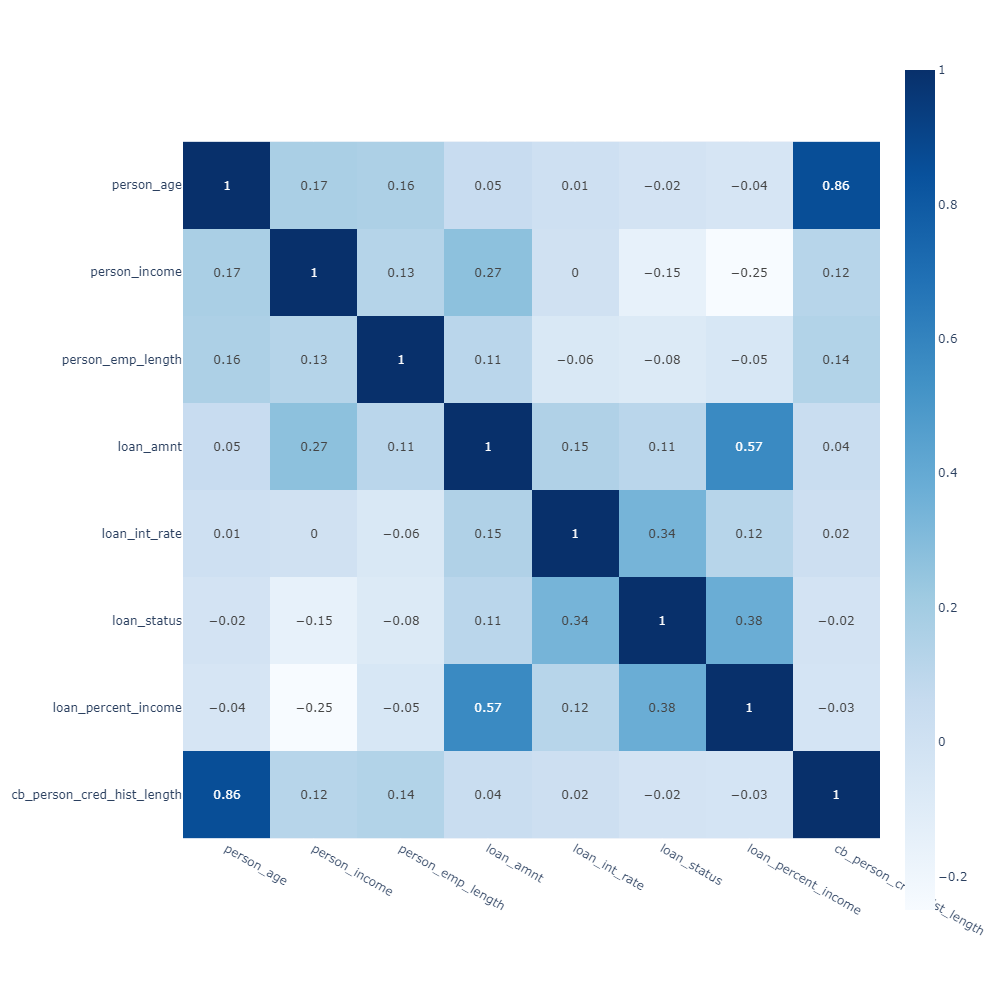 1
person_age 1 0.17 0.16 0.05 0.01 −0.02 −0.04 0.86
0.8
person_income 0.17 1 0.13 0.27 0 −0.15 −0.25 0.12
0.6
person_emp_length 0.16 0.13 1 0.11 −0.06 −0.08 −0.05 0.14
loan_amnt 0.05 0.27 0.11 1 0.15 0.11 0.57 0.04
0.4
loan_int_rate 0.01 0 −0.06 0.15 1 0.34 0.12 0.02
0.2
loan_status −0.02 −0.15 −0.08 0.11 0.34 1 0.38 −0.02
loan_percent_income −0.04 −0.25 −0.05 0.57 0.12 0.38 1 −0.03
0
cb_person_cred_hist_length 0.86 0.12 0.14 0.04 0.02 −0.02 −0.03 1
−0.2
person_age
person_income
person_emp_length
loan_amnt
loan_int_rate
loan_status
loan_percent_income
cb_person_cr st_length